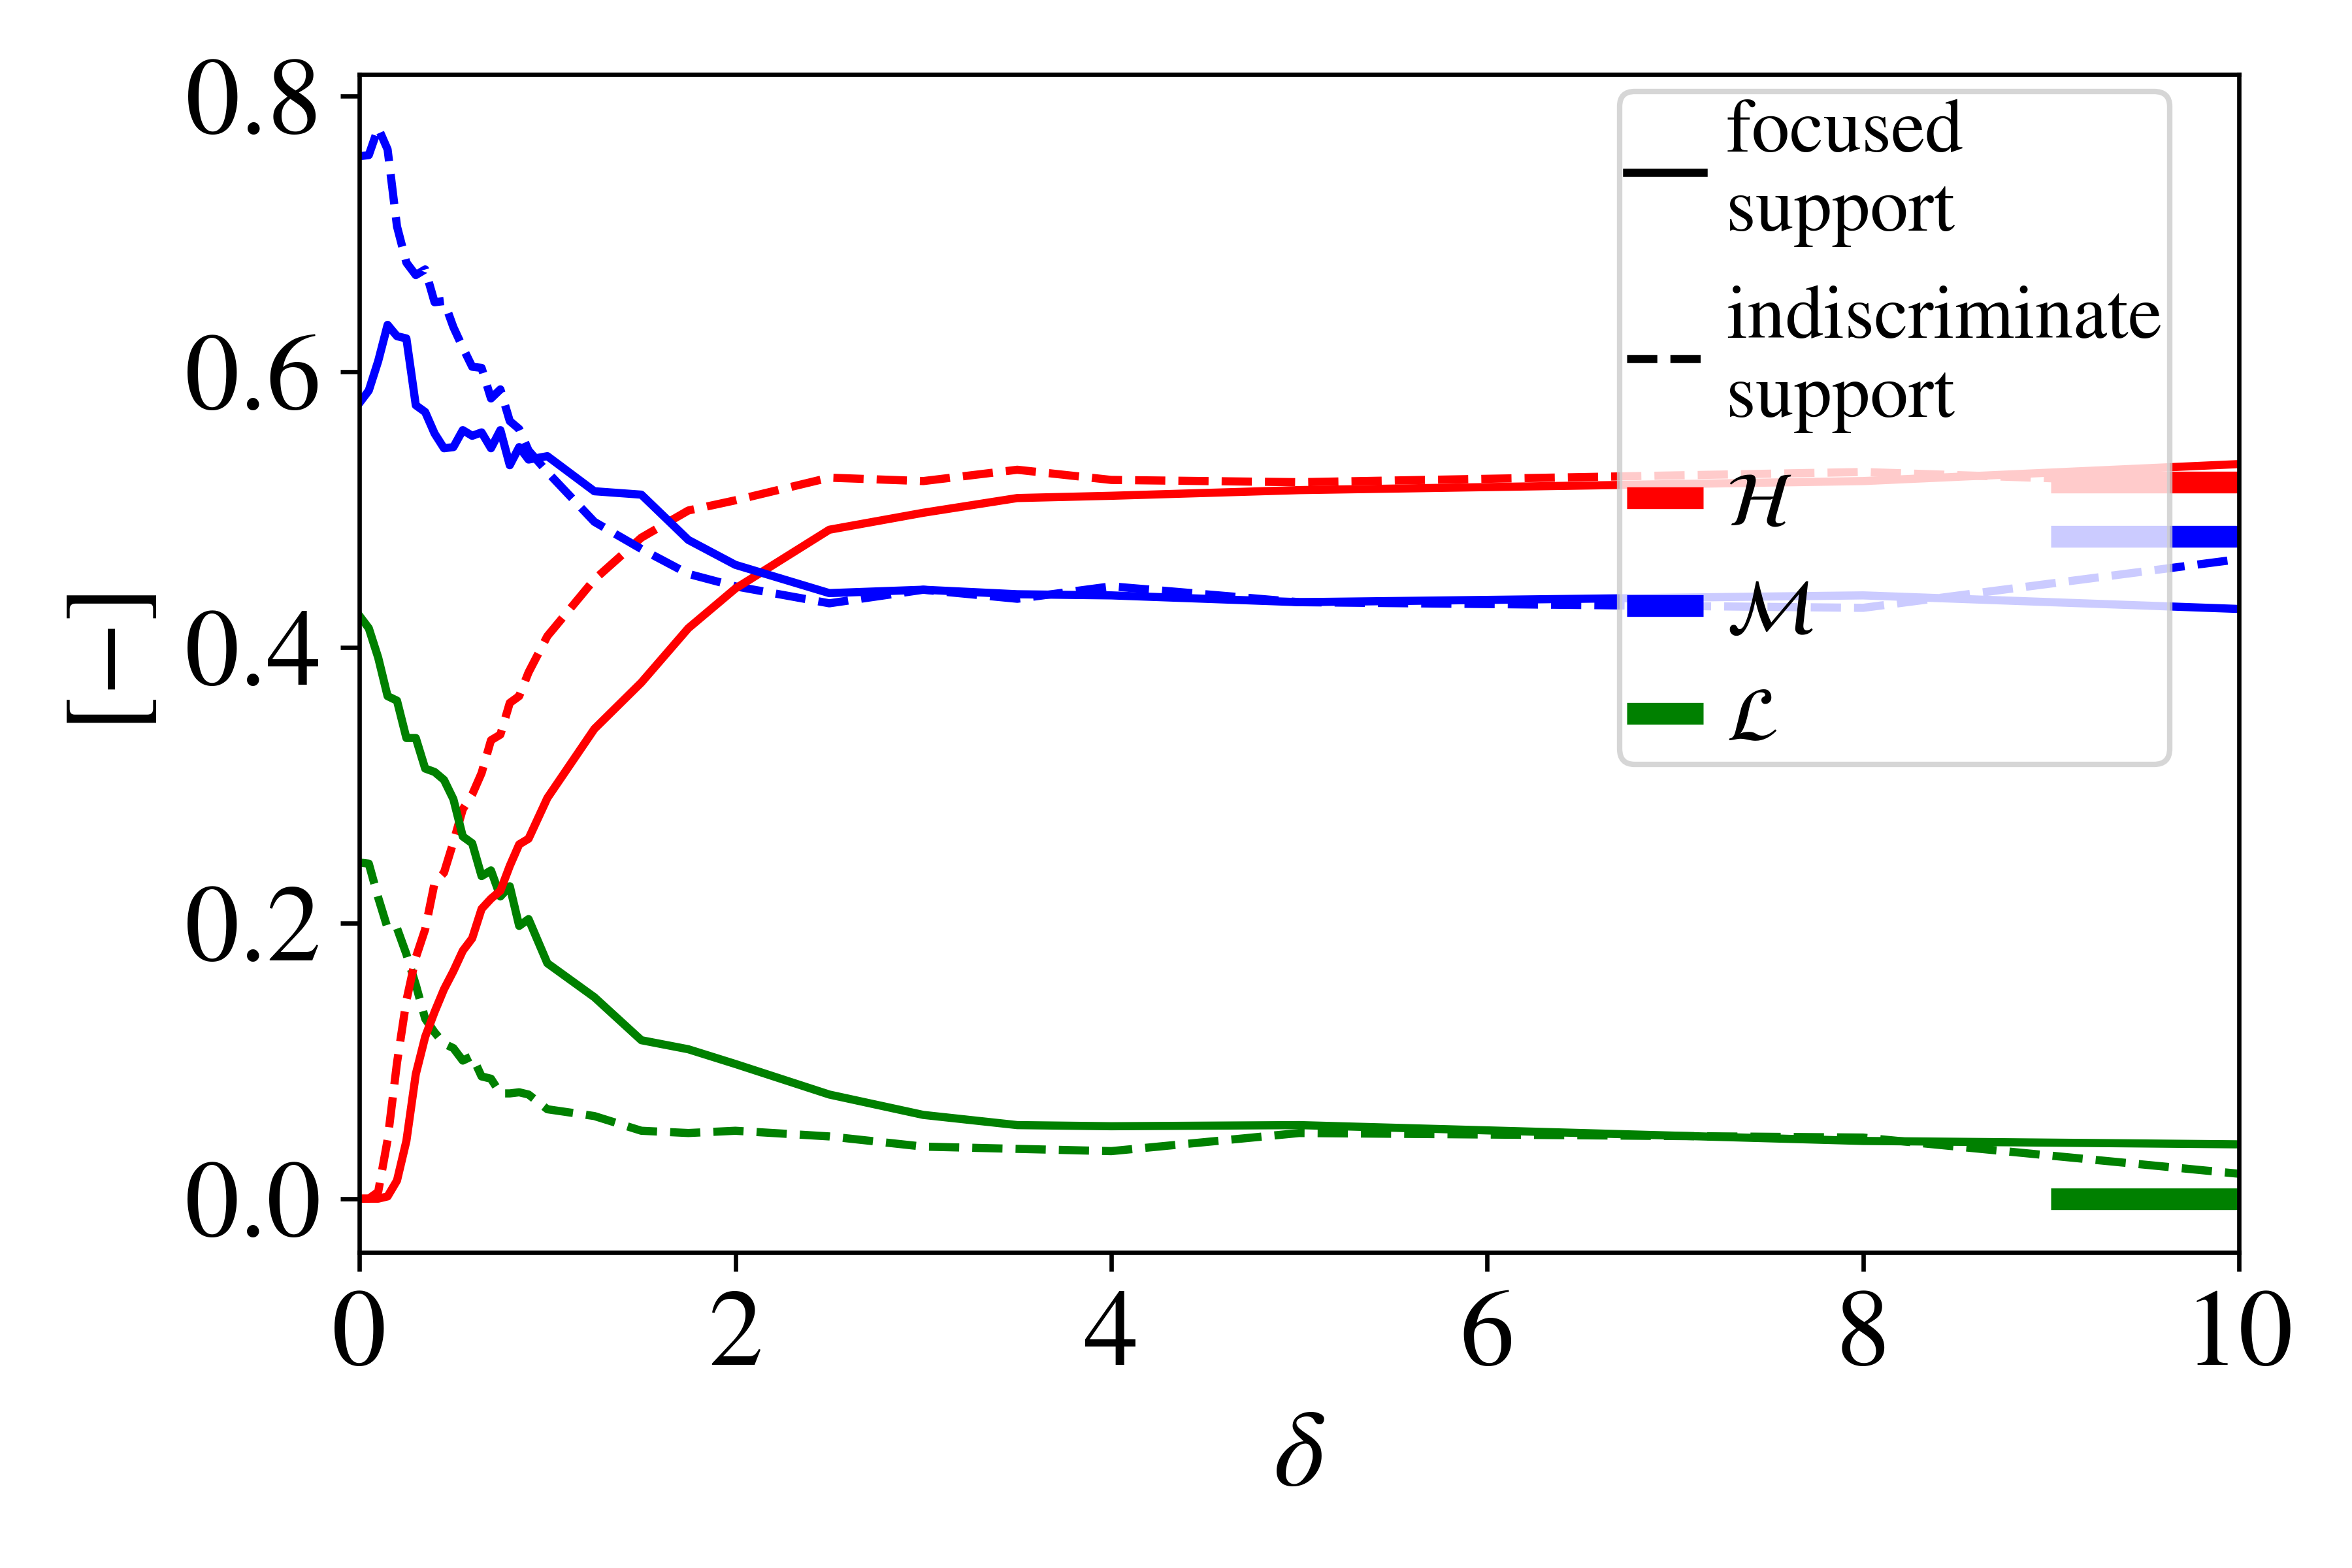 0.8
0.6
0.4
0.2
0.0
[−]
0 2 4 6 8 10
δ
focused
support
indiscriminate
support
ℋ
ℳ
ℒ